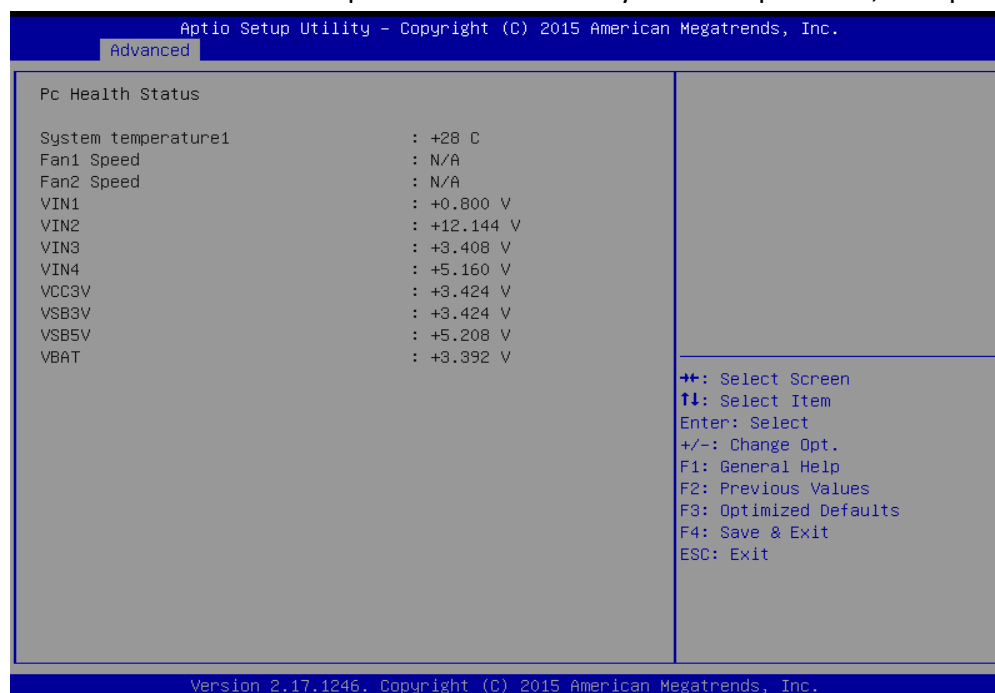 Aptio Setup Utility – Copyright (C) 2015 American Megatrends, Inc.
Advanced
Pc Health Status
System temperature1 : +28 C
Fan1 Speed : N/A
Fan2 Speed : N/A
VIN1 : +0.800 V
VIN2 : +12.144 V
VIN3 : +3.408 V
VIN4 : +5.160 V
VCC3V : +3.424 V
VSB3V : +3.424 V
VSB5V : +5.208 V
VBAT : +3.392 V
→←: Select Screen
↑↓: Select Item
Enter: Select
+/-: Change Opt.
F1: General Help
F2: Previous Values
F3: Optimized Defaults
F4: Save & Exit
ESC: Exit
Version 2.17.1246. Copyright (C) 2015 American Megatrends, Inc.